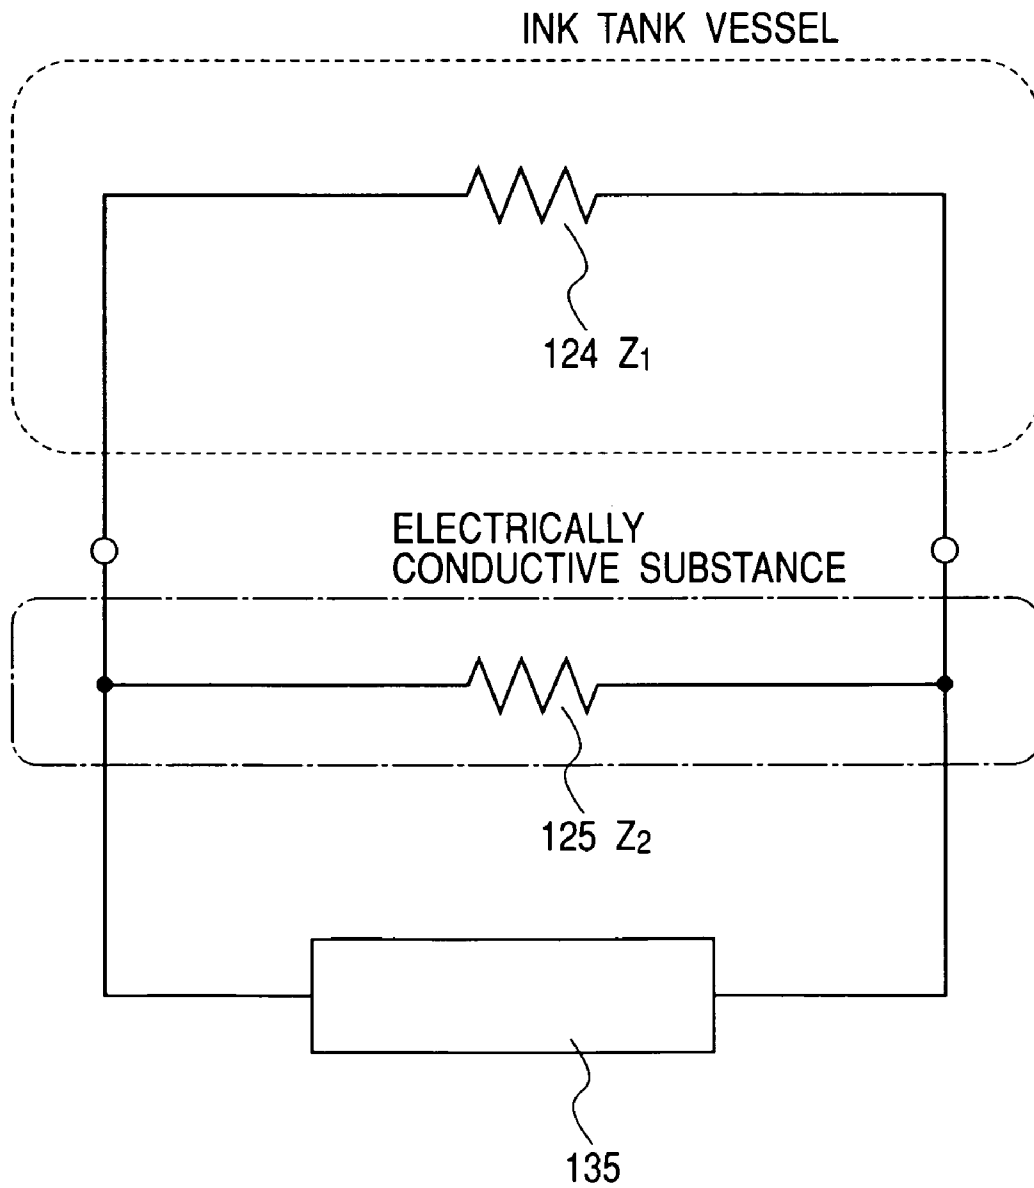 INK TANK VESSEL
124 Z1
ELECTRICALLY
CONDUCTIVE SUBSTANCE
125 Z2
135